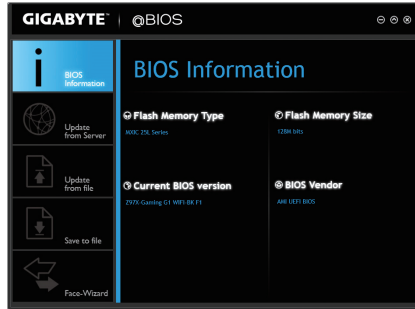 GIGABYTE™ @BIOS
BIOS Information
BIOS
Information
Update
from Server
Update
from file
Save to file
Face-Wizard
Flash Memory Type
MXIC 25L Series
Flash Memory Size
128M bits
Current BIOS version
Z97X Gaming G1 WIFI-BK F1
BIOS Vendor
AMI UEFI BIOS